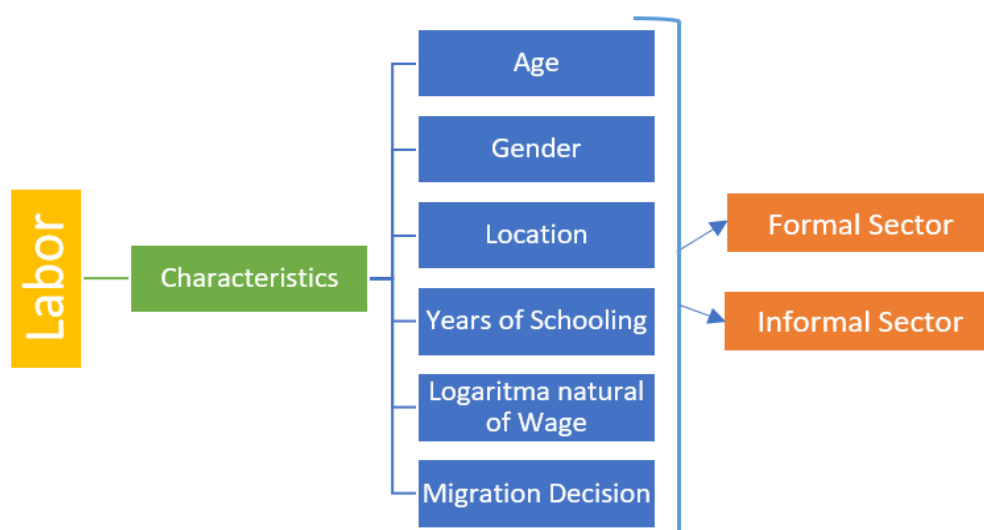 Labor
Characteristics
Age
Gender
Location
Years of Schooling
Logaritma natural
of Wage
Migration Decision
Formal Sector
Informal Sector